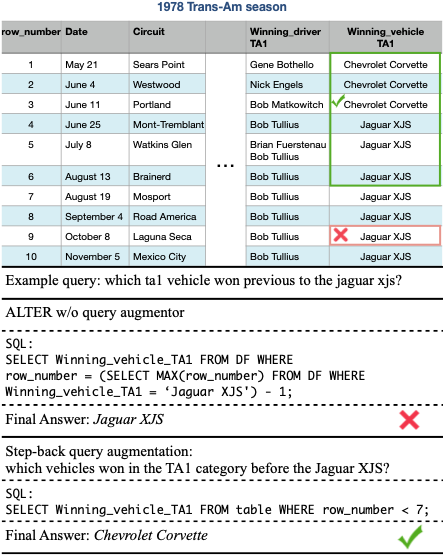 1978 Trans-Am season
row_number Date Circuit Winning_driver TA1 Winning_vehicle TA1
1 May 21 Sears Point Gene Bothello Chevrolet Corvette
2 June 4 Westwood Nick Engels Chevrolet Corvette
3 June 11 Portland Bob Matkowitch Chevrolet Corvette
4 June 25 Mont-Tremblant Bob Tullius Jaguar XJS
5 July 8 Watkins Glen Brian Fuerstenau Bob Tullius Jaguar XJS
...
6 August 13 Brainerd Bob Tullius Jaguar XJS
7 August 19 Mosport Bob Tullius Jaguar XJS
8 September 4 Road America Bob Tullius Jaguar XJS
9 October 8 Laguna Seca Bob Tullius Jaguar XJS
10 November 5 Mexico City Bob Tullius Jaguar XJS
Example query: which ta1 vehicle won previous to the jaguar xjs?
ALTER w/o query augmentor
SQL:
SELECT Winning_vehicle_TA1 FROM DF WHERE
row_number = (SELECT MAX(row_number) FROM DF WHERE
Winning_vehicle_TA1 = ‘Jaguar XJS') - 1;
Final Answer: Jaguar XJS
Step-back query augmentation:
which vehicles won in the TA1 category before the Jaguar XJS?
SQL:
SELECT Winning_vehicle_TA1 FROM table WHERE row_number < 7;
Final Answer: Chevrolet Corvette